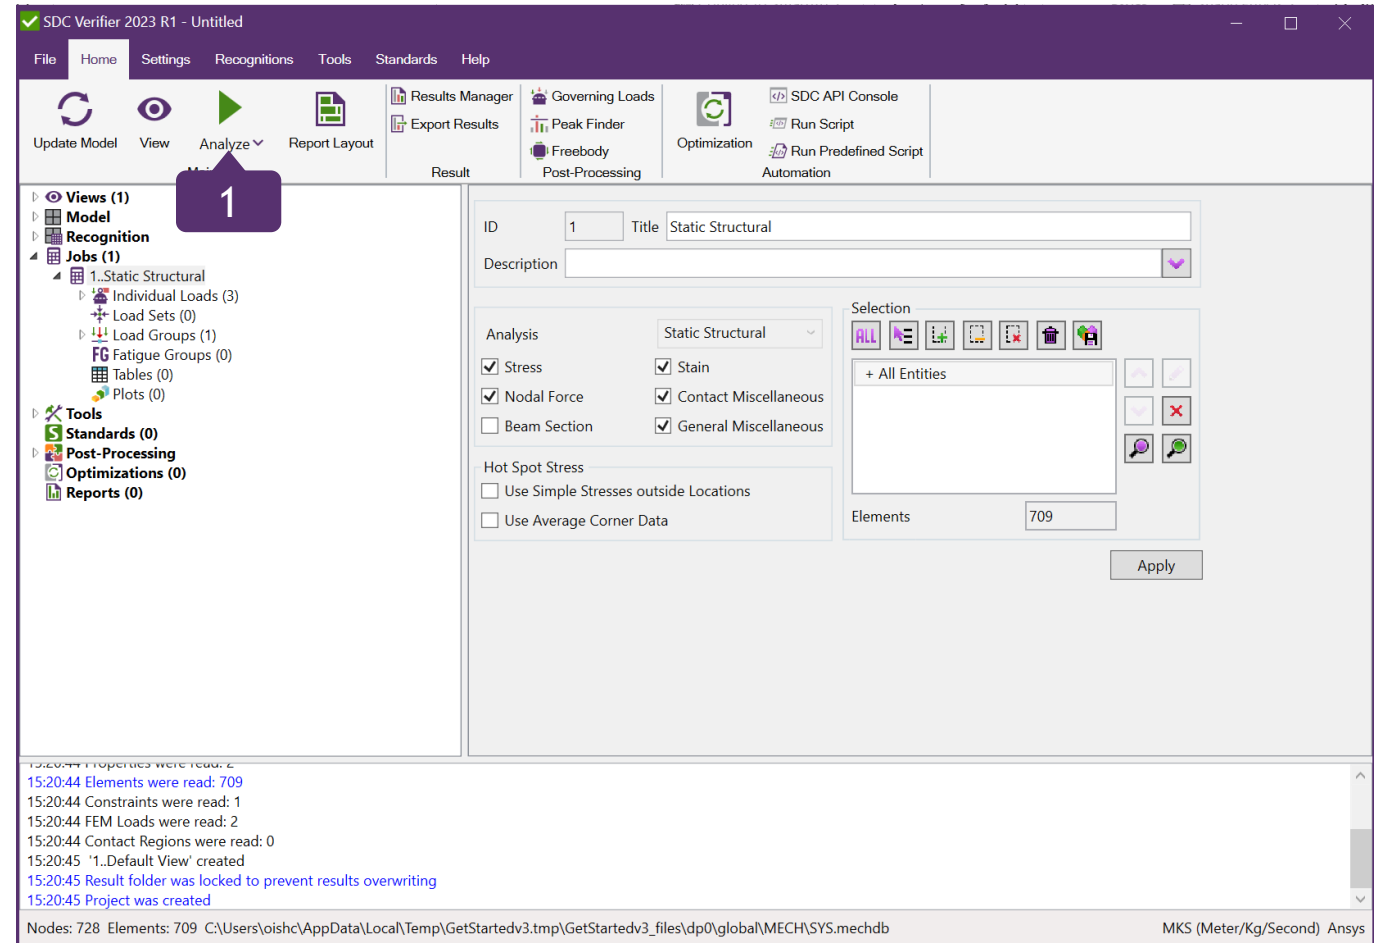 SDC Verifier 2023 R1 - Untitled
File Home Settings Recognitions Tools Standards Help
Update Model View Analyze Report Layout
Results Manager
Export Results
Result
Governing Loads
Peak Finder
Freebody
Post-Processing
Optimization
SDC API Console
Run Script
Run Predefined Script
Automation
1
Views (1)
Model
Recognition
Jobs (1)
1..Static Structural
Individual Loads (3)
Load Sets (0)
Load Groups (1)
FG Fatigue Groups (0)
Tables (0)
Plots (0)
Tools
Standards (0)
Post-Processing
Optimizations (0)
Reports (0)
ID 1 Title Static Structural
Description
Analysis Static Structural
Stress Stain
Nodal Force Contact Miscellaneous
Beam Section General Miscellaneous
Hot Spot Stress
Use Simple Stresses outside Locations
Use Average Corner Data
Selection
ALL
+ All Entities
Elements 709
Apply
15:20:44 Properties were read: 2
15:20:44 Elements were read: 709
15:20:44 Constraints were read: 1
15:20:44 FEM Loads were read: 2
15:20:44 Contact Regions were read: 0
15:20:45 '1..Default View' created
15:20:45 Result folder was locked to prevent results overwriting
15:20:45 Project was created
Nodes: 728 Elements: 709 C:\Users\oishc\AppData\Local\Temp\GetStartedv3.tmp\GetStartedv3_files\dp0\global\MECH\SYS.mechdb MKS (Meter/Kg/Second) Ansys